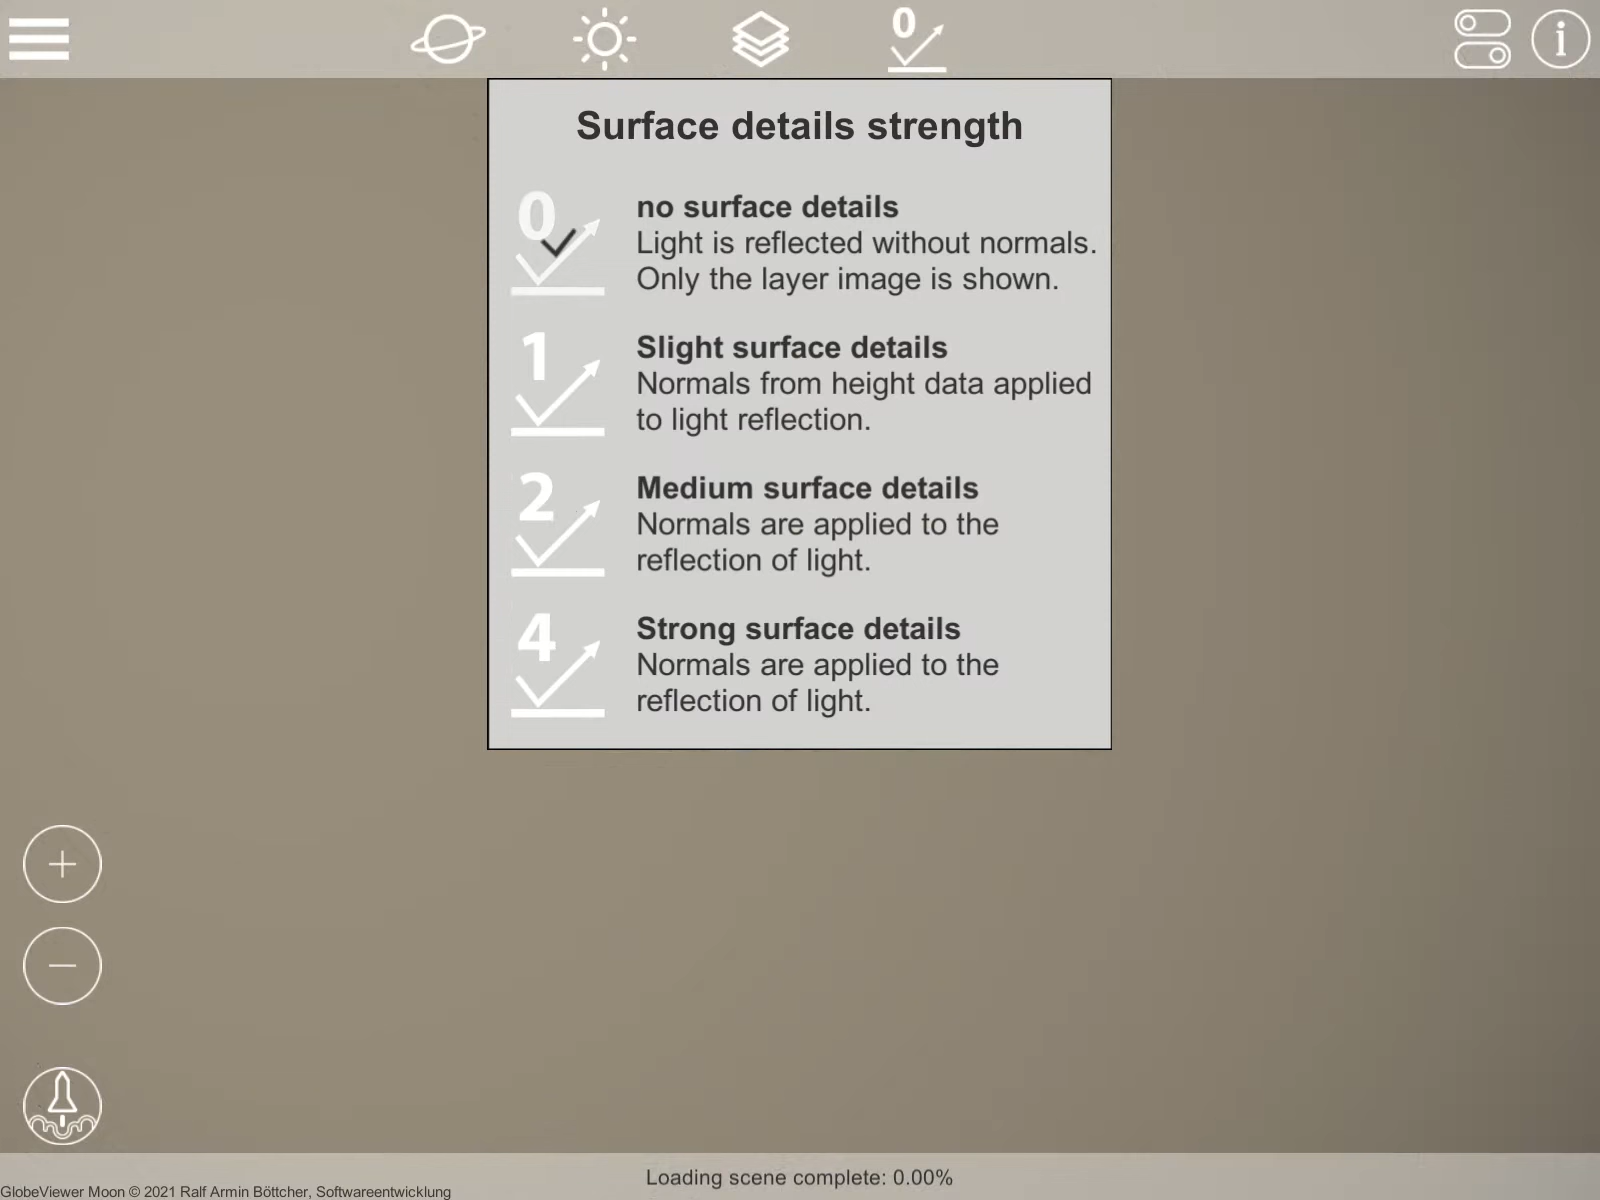 0
i
Surface details strength
0
no surface details
Light is reflected without normals.
Only the layer image is shown.
1
Slight surface details
Normals from height data applied
to light reflection.
2
Medium surface details
Normals are applied to the
reflection of light.
4
Strong surface details
Normals are applied to the
reflection of light.
Loading scene complete: 0.00%
GlobeViewer Moon © 2021 Ralf Armin Böttcher, Softwareentwicklung